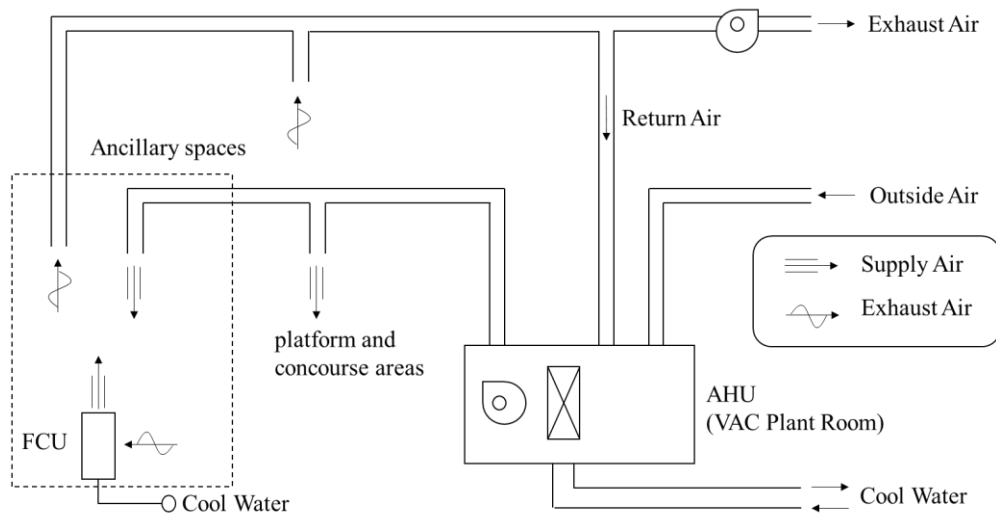 Exhaust Air
Return Air
Ancillary spaces
Outside Air
Supply Air
Exhaust Air
platform and
concourse areas
AHU
(VAC Plant Room)
FCU
Cool Water
Cool Water